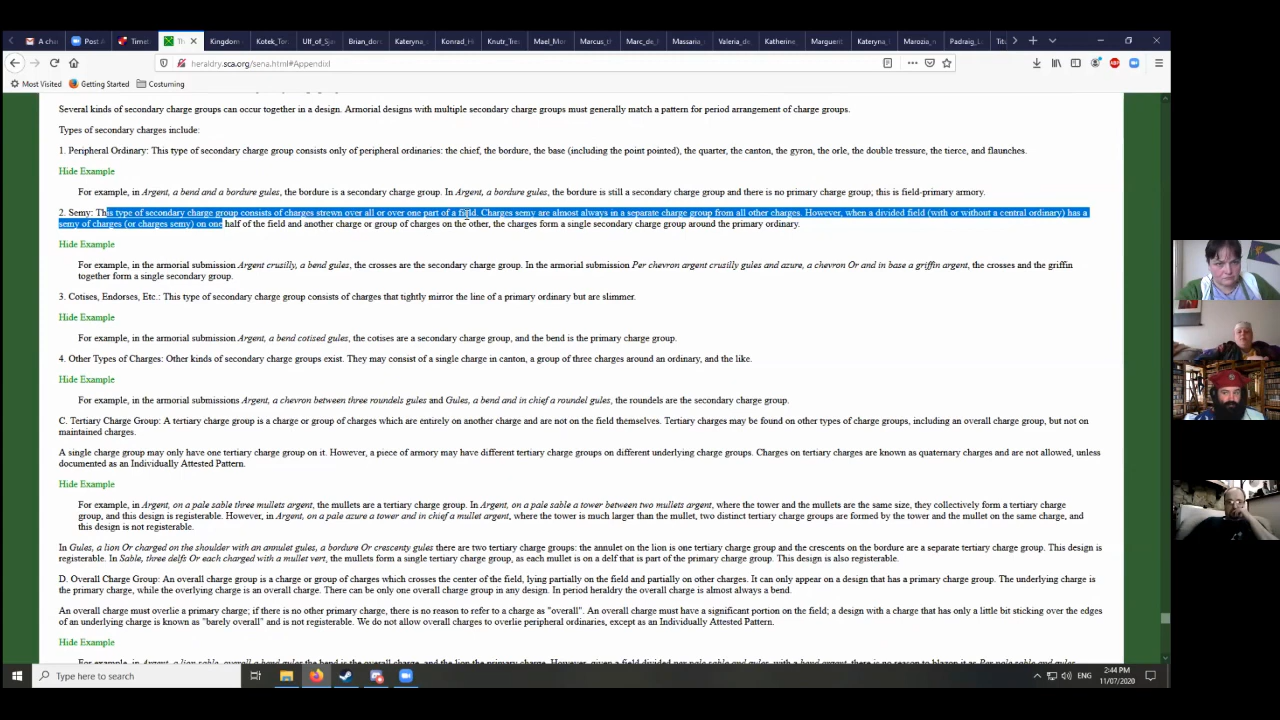 A cha
Post A
Timel
Th
Kingdom
Kotek_Tor
Ulf_of_Sja
Brian_dor
Kateryna_
Konrad_H
Knutr_Tre
Mael_Mor
Marcus_th
Marc_de_
Massaria_
Valeria_de
Katherine_
Marguerit
Kateryna_
Marozia_n
Padraig_L
heraldry.sca.com/sena.html#AppendixI
Most Visited Getting Started Costuming
Several kinds of secondary charge groups can occur together in a design. Armorial designs with multiple secondary charge groups must generally match a pattern for period arrangement of charge groups.
Types of secondary charges include:
1. Peripheral Ordinary: This type of secondary charge group consists only of peripheral ordinaries: the chief, the bordure, the base (including the point pointed), the quarter, the canton, the gyron, the orle, the double tressure, the tierce, and flaunches.
Hide Example
For example, in Argent, a bend and a bordure gules, the bordure is a secondary charge group. In Argent, a bordure gules, the bordure is still a secondary charge group and there is no primary charge group; this is field-primary armory.
2. Semy: This type of secondary charge group consists of charges strewn over all or over one part of a field. Charges semy are almost always in a separate charge group from all other charges. However, when a divided field (with or without a central ordinary) has a
semy of charges (or charges semy) on one half of the field and another charge or group of charges on the other, the charges form a single secondary charge group around the primary ordinary.
Hide Example
For example, in the armorial submission Argent crusilly, a bend gules, the crosses are the secondary charge group. In the armorial submission Per chevron argent crusilly gules and azure, a chevron Or and in base a griffin argent, the crosses and the griffin
together form a single secondary group.
3. Cotises, Endorses, Etc.: This type of secondary charge group consists of charges that tightly mirror the line of a primary ordinary but are slimmer.
Hide Example
For example, in the armorial submission Argent, a bend cotised gules, the cotises are a secondary charge group, and the bend is the primary charge group.
4. Other Types of Charges: Other kinds of secondary charge groups exist. They may consist of a single charge in canton, a group of three charges around an ordinary, and the like.
Hide Example
For example, in the armorial submissions Argent, a chevron between three roundels gules and Gules, a bend and in chief a roundel gules, the roundels are the secondary charge group.
C. Tertiary Charge Group: A tertiary charge group is a charge or group of charges which are entirely on another charge and are not on the field themselves. Tertiary charges may be found on other types of charge groups, including an overall charge group, but not on
maintained charges.
A single charge group may only have one tertiary charge group on it. However, a piece of armory may have different tertiary charge groups on different underlying charge groups. Charges on tertiary charges are known as quaternary charges and are not allowed, unless
documented as an Individually Attested Pattern.
Hide Example
For example, in Argent, on a pale sable three mullets argent, the mullets are a tertiary charge group. In Argent, on a pale sable a tower between two mullets argent, where the tower and the mullets are the same size, they collectively form a tertiary charge
group, and this design is registerable. However, in Argent, on a pale azure a tower and in chief a mullet argent, where the tower is much larger than the mullet, two distinct tertiary charge groups are formed by the tower and the mullet on the same charge, and
this design is not registerable.
In Gules, a lion Or charged on the shoulder with an annulet gules, a bordure Or crescenty gules there are two tertiary charge groups: the annulet on the lion is one tertiary charge group and the crescents on the bordure are a separate tertiary charge group. This design is
registerable. In Sable, three delfs Or each charged with a mullet vert, the mullets form a single tertiary charge group, as each mullet is on a delf that is part of the primary charge group. This design is also registerable.
D. Overall Charge Group: An overall charge group is a charge or group of charges which crosses the center of the field, lying partially on the field and partially on other charges. It can only appear on a design that has a primary charge group. The underlying charge is
the primary charge, while the overlying charge is an overall charge. There can be only one overall charge group in any design. In period heraldry the overall charge is almost always a bend.
An overall charge must overlie a primary charge; if there is no other primary charge, there is no reason to refer to a charge as "overall". An overall charge must have a significant portion on the field; a design with a charge that has only a little bit sticking over the edges
of an underlying charge is known as "barely overall" and is not registerable. We do not allow overall charges to overlie peripheral ordinaries, except as an Individually Attested Pattern.
Hide Example
Type here to search
ENG
2:44 PM
11/07/2020